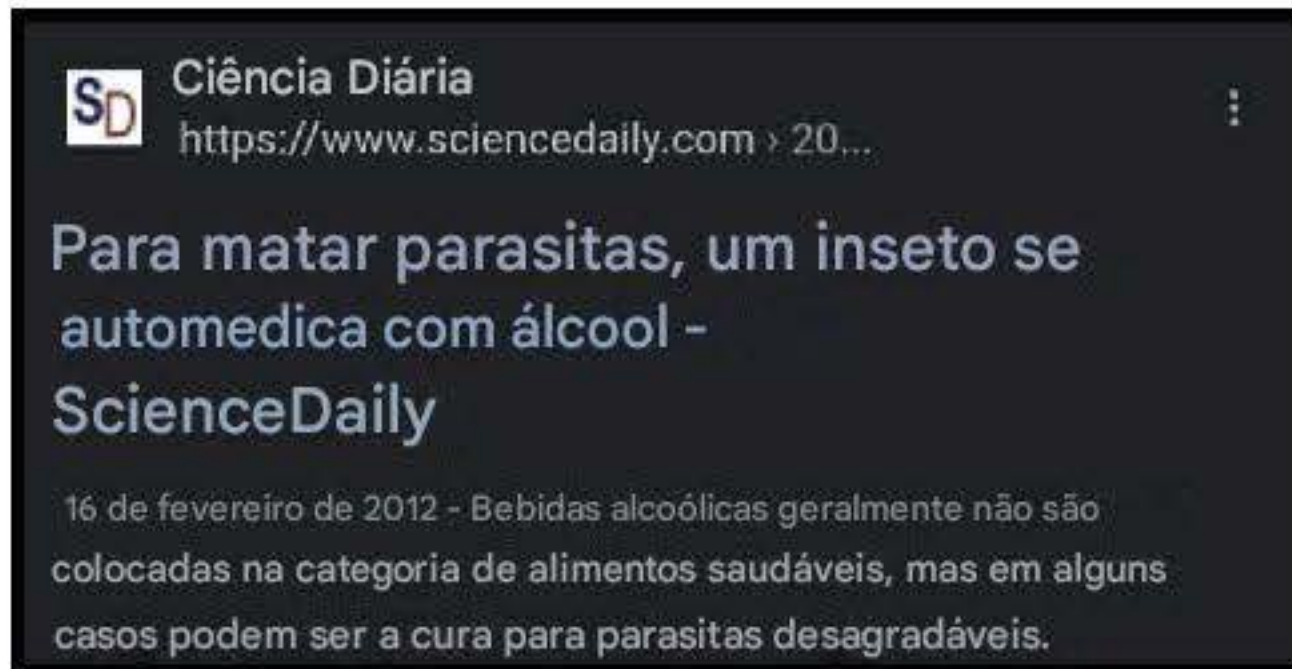 SD
Ciência Diária
https://www.sciencedaily.com › 20...
Para matar parasitas, um inseto se
automedica com álcool -
ScienceDaily
16 de fevereiro de 2012 - Bebidas alcoólicas geralmente não são
colocadas na categoria de alimentos saudáveis, mas em alguns
casos podem ser a cura para parasitas desagradáveis.